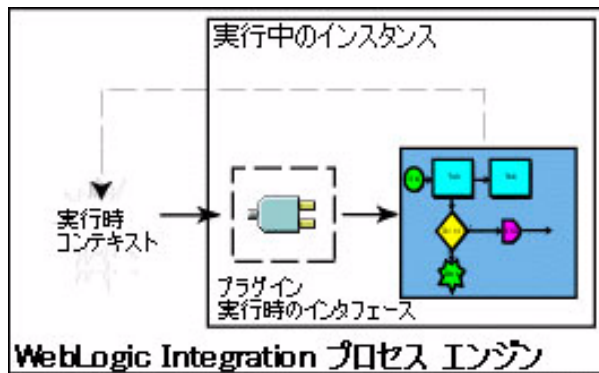 実行中のインスタンス
実行時
コンテキスト
プラグイン
実行時のインタフェース
WebLogic Integration プロセス エンジン